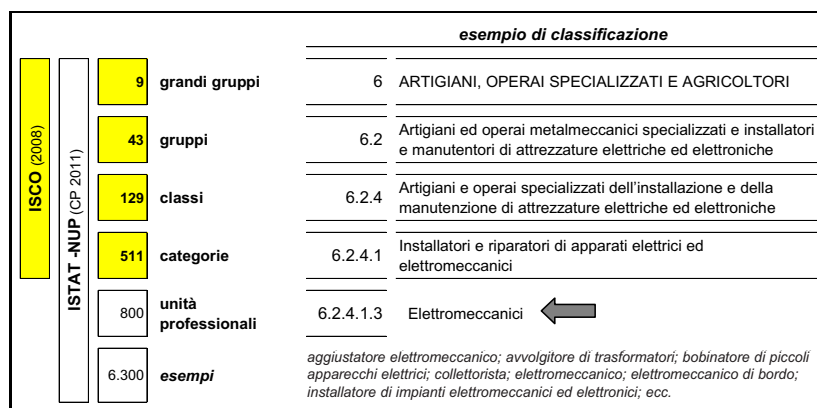 esempio di classificazione
ISCO (2008)
ISTAT -NUP (CP 2011)
9 grandi gruppi 6 ARTIGIANI, OPERAI SPECIALIZZATI E AGRICOLTORI
43 gruppi 6.2 Artigiani ed operai metalmeccanici specializzati e installatori
e manutentori di attrezzature elettriche ed elettroniche
129 classi 6.2.4 Artigiani e operai specializzati dell'installazione e della
manutenzione di attrezzature elettriche ed elettroniche
511 categorie 6.2.4.1 Installatori e riparatori di apparati elettrici ed
elettromeccanici
800 unità
professionali 6.2.4.1.3 Elettromeccanici
6.300 esempi
aggiustatore elettromeccanico; avvolgitore di trasformatori; bobinatore di piccoli
apparecchi elettrici; collettorista; elettromeccanico; elettromeccanico di bordo;
installatore di impianti elettromeccanici ed elettronici; ecc.